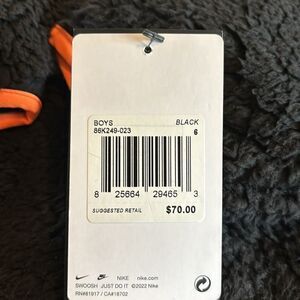 BOYS BLACK
86K249-023 6
8 25664 29465 3
SUGGESTED RETAIL $70.00
NIKE nike.com
SWOOSH JUST DO IT ©2022 Nike
RN#81917 / CA#18702